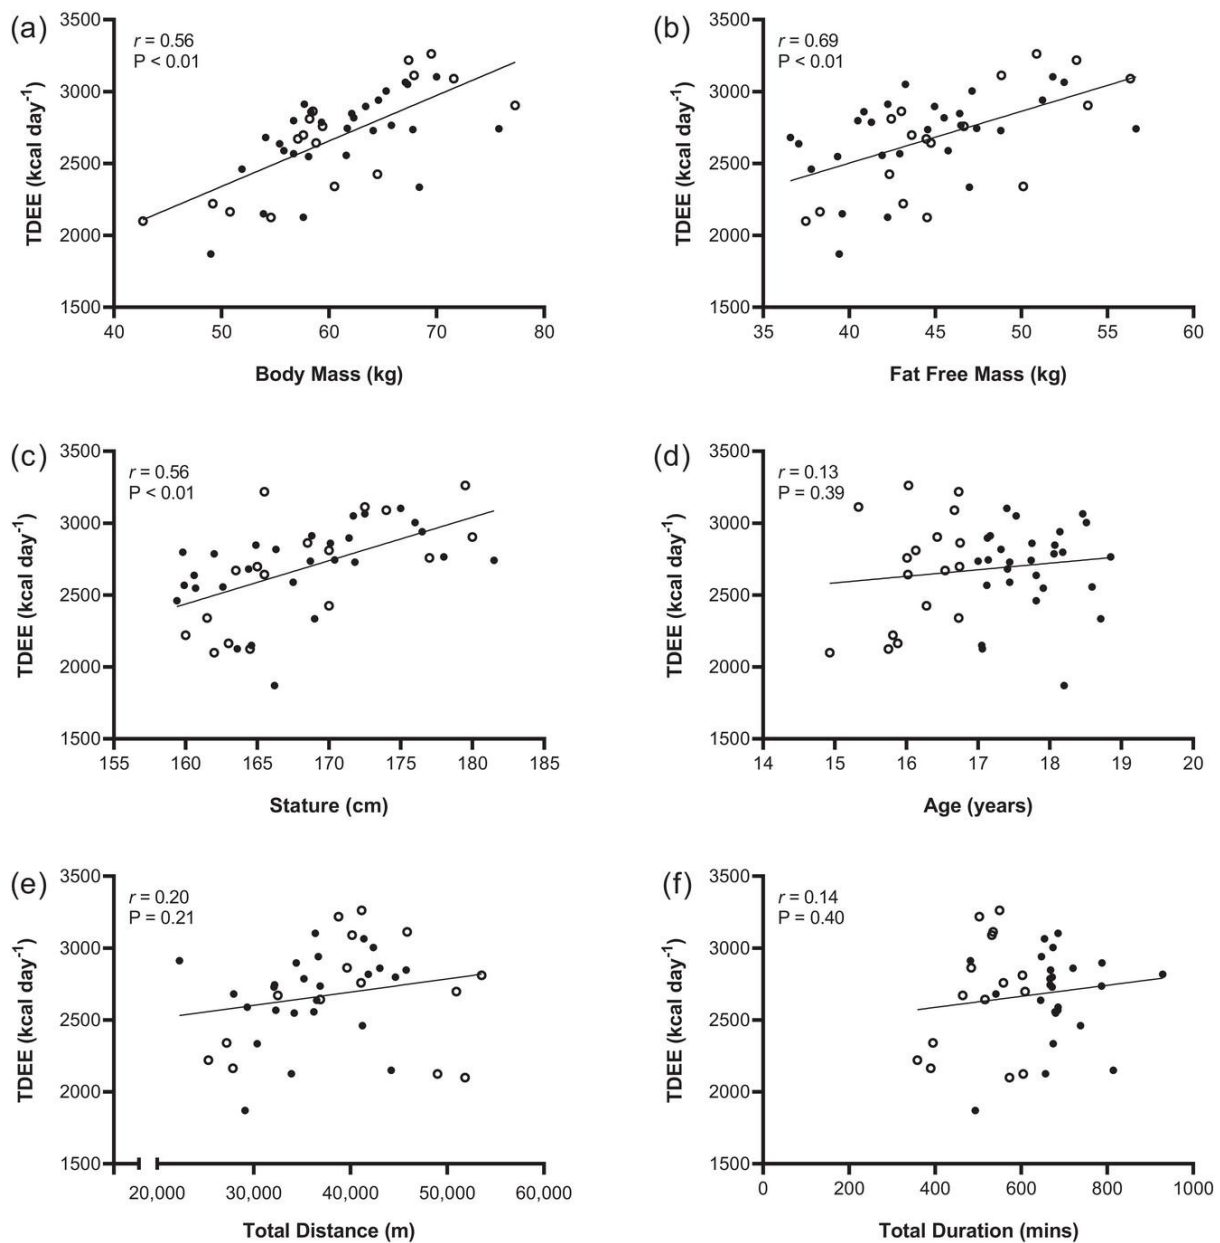 (a)
r = 0.56
P < 0.01
TDEE (kcal day-1)
3500
3000
2500
2000
1500
40 50 60 70 80
Body Mass (kg)
(b)
r = 0.69
P < 0.01
TDEE (kcal day-1)
3500
3000
2500
2000
1500
35 40 45 50 55 60
Fat Free Mass (kg)
(c)
r = 0.56
P < 0.01
TDEE (kcal day-1)
3500
3000
2500
2000
1500
155 160 165 170 175 180 185
Stature (cm)
(d)
r = 0.13
P = 0.39
TDEE (kcal day-1)
3500
3000
2500
2000
1500
14 15 16 17 18 19 20
Age (years)
(e)
r = 0.20
P = 0.21
TDEE (kcal day-1)
3500
3000
2500
2000
1500
20,000 30,000 40,000 50,000 60,000
Total Distance (m)
(f)
r = 0.14
P = 0.40
TDEE (kcal day-1)
3500
3000
2500
2000
1500
0 200 400 600 800 1000
Total Duration (mins)